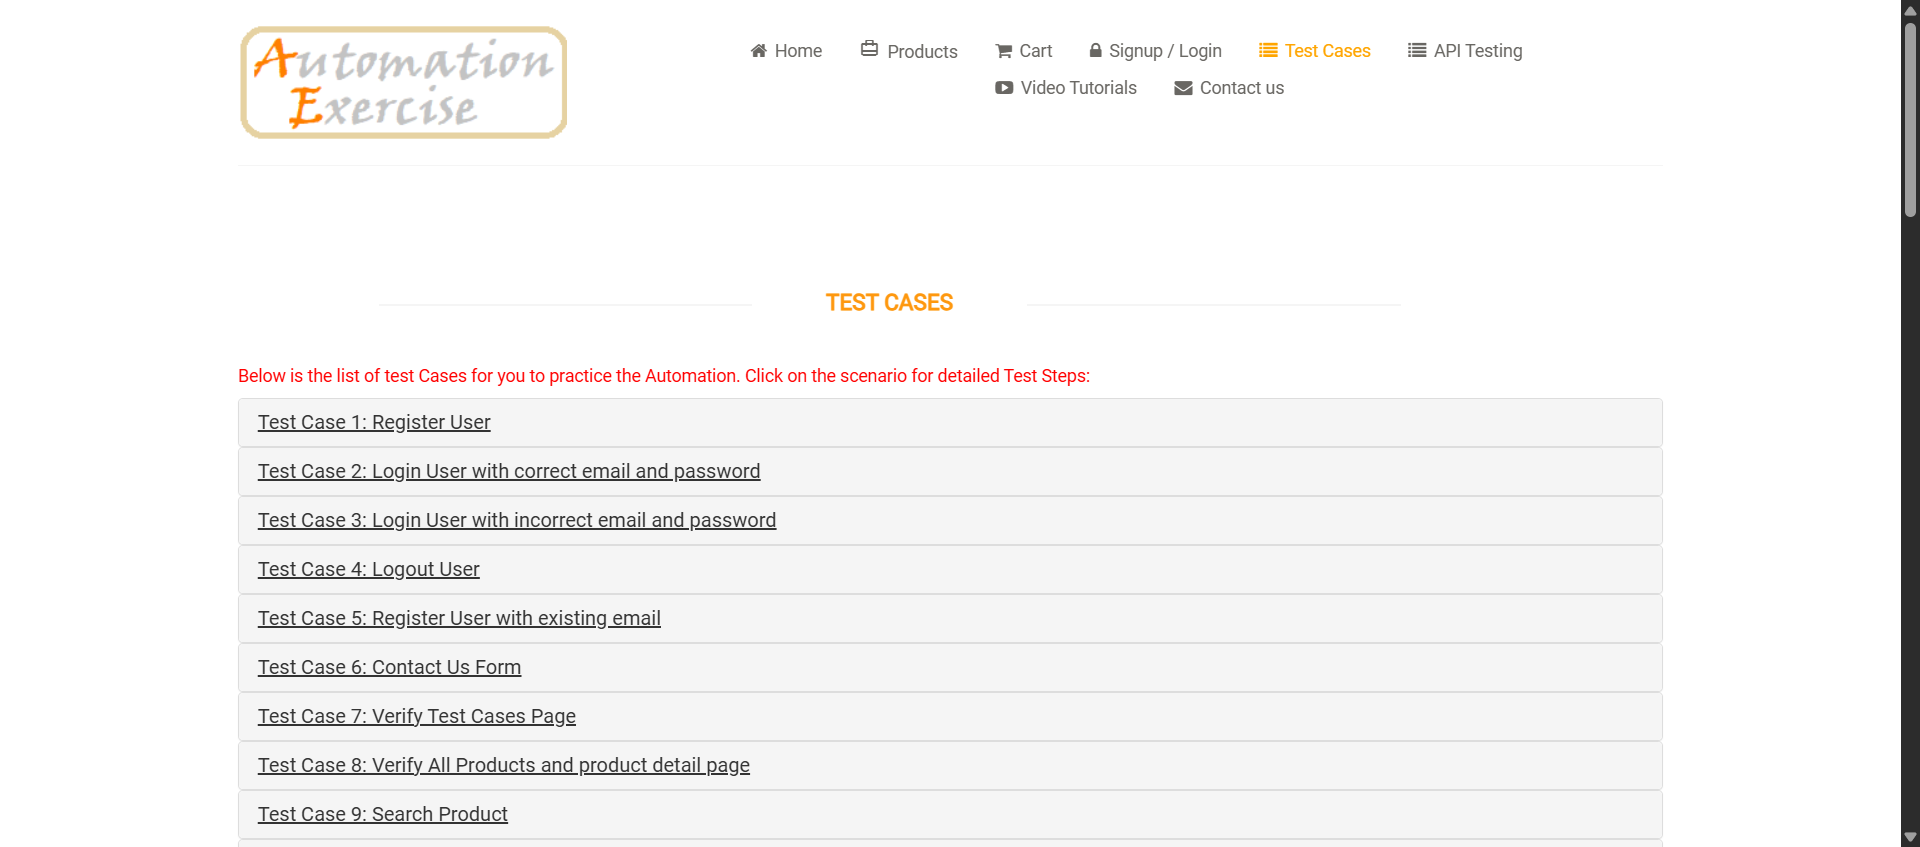 Automation
Exercise
Home Products Cart Signup / Login Test Cases API Testing
Video Tutorials Contact us
TEST CASES
Below is the list of test Cases for you to practice the Automation. Click on the scenario for detailed Test Steps:
Test Case 1: Register User
Test Case 2: Login User with correct email and password
Test Case 3: Login User with incorrect email and password
Test Case 4: Logout User
Test Case 5: Register User with existing email
Test Case 6: Contact Us Form
Test Case 7: Verify Test Cases Page
Test Case 8: Verify All Products and product detail page
Test Case 9: Search Product